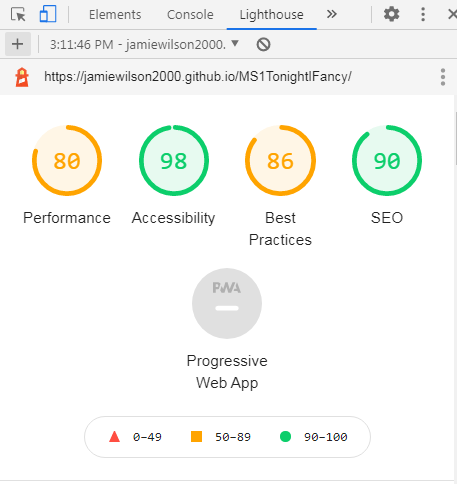 Elements Console Lighthouse »
+ 3:11:46 PM - jamiewilson2000. ▼
https://jamiewilson2000.github.io/MS1TonightIFancy/
80 98 86 90
Performance Accessibility Best Practices SEO
PWA
Progressive
Web App
0–49 50–89 90–100